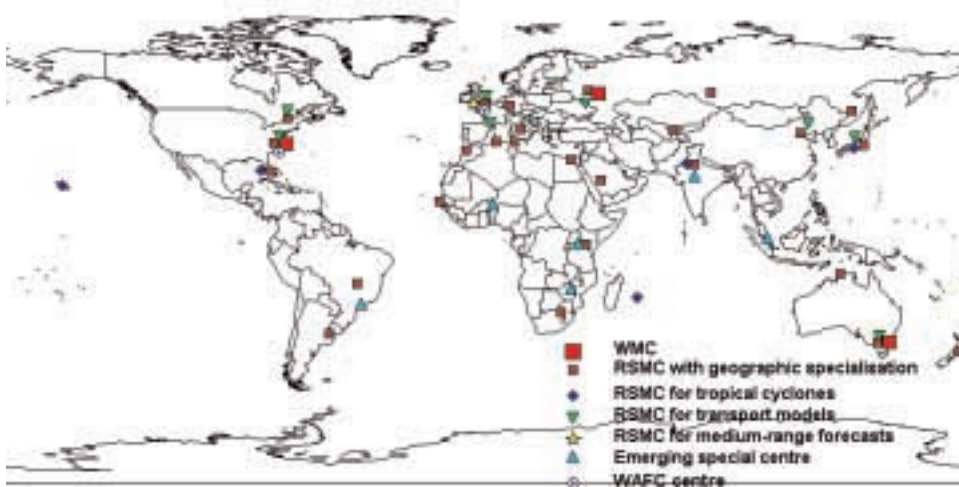 WMC
RSMC with geographic specialisation
RSMC for tropical cyclones
RSMC for transport models
RSMC for medium-range forecasts
Emerging special centre
WAFC centre